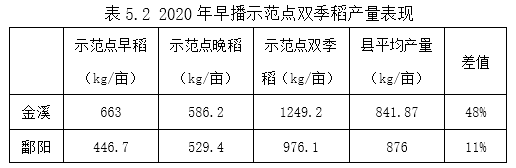 表 5.2 2020 年早播示范点双季稻产量表现
示范点早稻 示范点晚稻 示范点双季 县平均产量 差值
（kg/亩） （kg/亩） 稻（kg/亩） （kg/亩）
金溪 663 586.2 1249.2 841.87 48%
鄱阳 446.7 529.4 976.1 876 11%